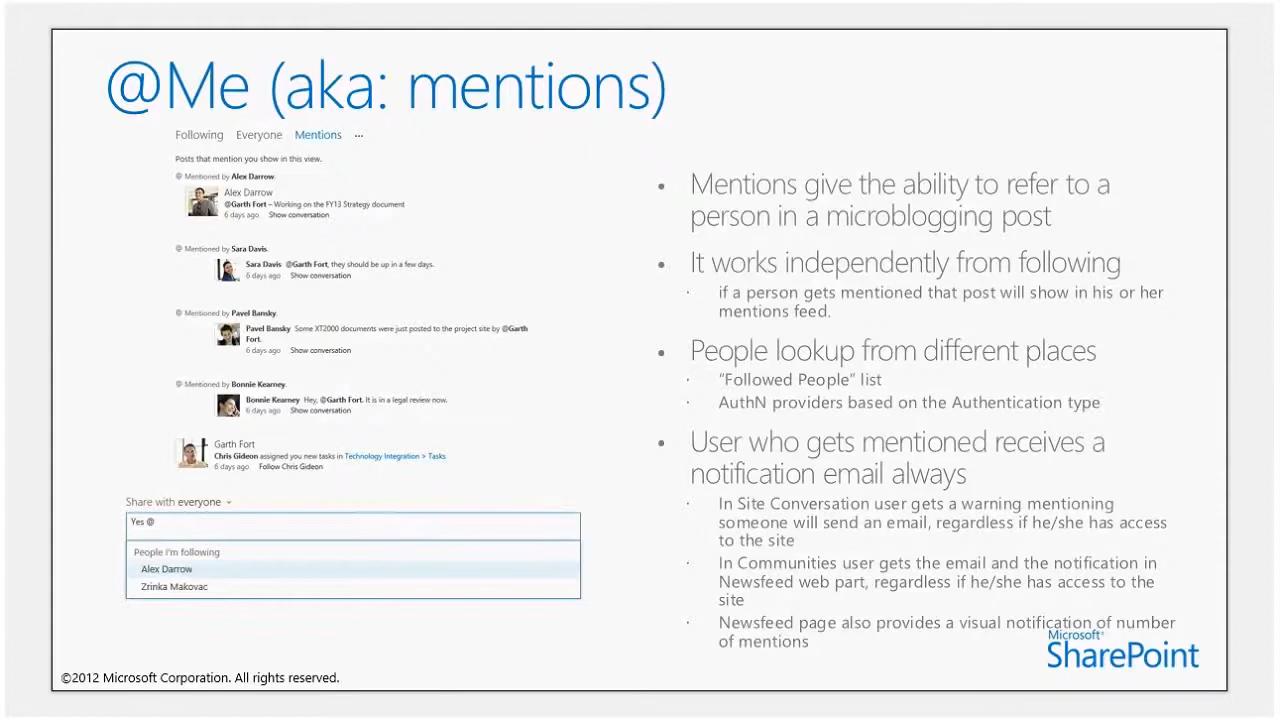 @Me (aka: mentions)
Following Everyone Mentions ...
Posts that mention you show in this view.
@ Mentioned by Alex Darrow.
Alex Darrow
@Garth Fort – Working on the FY13 Strategy document
6 days ago Show conversation
@ Mentioned by Sara Davis.
Sara Davis @Garth Fort, they should be up in a few days.
6 days ago Show conversation
@ Mentioned by Pavel Bansky.
Pavel Bansky Some XT2000 documents were just posted to the project site by @Garth
Fort.
6 days ago Show conversation
@ Mentioned by Bonnie Kearney.
Bonnie Kearney Hey, @Garth Fort. It is in a legal review now.
6 days ago Show conversation
Garth Fort
Chris Gideon assigned you new tasks in Technology Integration > Tasks
6 days ago Follow Chris Gideon
Share with everyone
Yes @
People I'm following
Alex Darrow
Zrinka Makovac
• Mentions give the ability to refer to a
person in a microblogging post
• It works independently from following
· if a person gets mentioned that post will show in his or her
mentions feed.
• People lookup from different places
· “Followed People” list
· AuthN providers based on the Authentication type
• User who gets mentioned receives a
notification email always
· In Site Conversation user gets a warning mentioning
someone will send an email, regardless if he/she has access
to the site
· In Communities user gets the email and the notification in
Newsfeed web part, regardless if he/she has access to the
site
· Newsfeed page also provides a visual notification of number
of mentions
Microsoft®
SharePoint
©2012 Microsoft Corporation. All rights reserved.